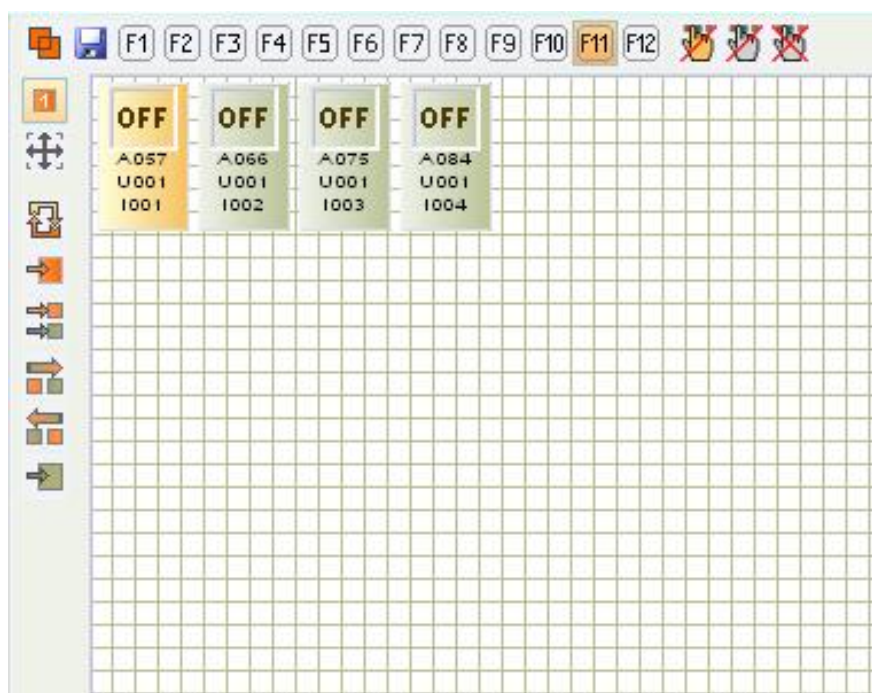 F1 F2 F3 F4 F5 F6 F7 F8 F9 F10 F11 F12
1
OFF OFF OFF OFF
A057 A066 A075 A084
U001 U001 U001 U001
I001 I002 I003 I004